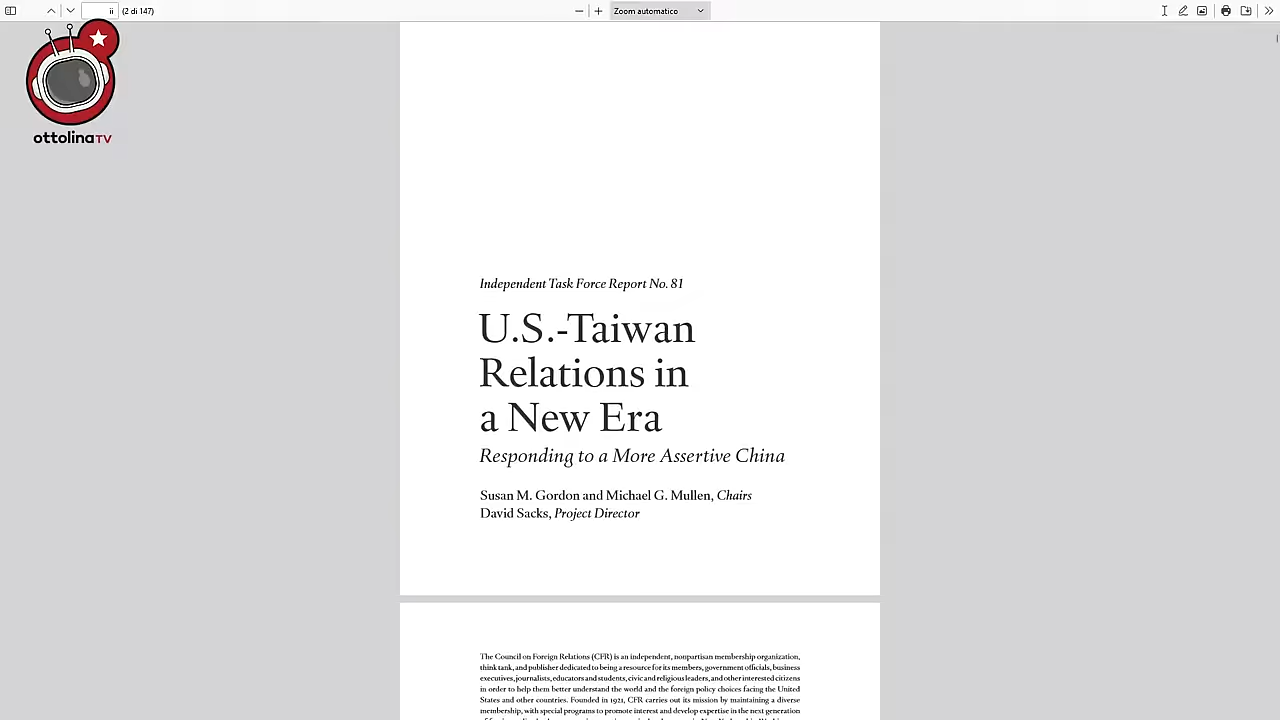 ii
(2 di 147)
Zoom automatico
ottolinaTV
Independent Task Force Report No. 81
U.S.-Taiwan
Relations in
a New Era
Responding to a More Assertive China
Susan M. Gordon and Michael G. Mullen, Chairs
David Sacks, Project Director
The Council on Foreign Relations (CFR) is an independent, nonpartisan membership organization,
think tank, and publisher dedicated to being a resource for its members, government officials, business
executives, journalists, educators and students, civic and religious leaders, and other interested citizens
in order to help them better understand the world and the foreign policy choices facing the United
States and other countries. Founded in 1921, CFR carries out its mission by maintaining a diverse
membership, with special programs to promote interest and develop expertise in the next generation